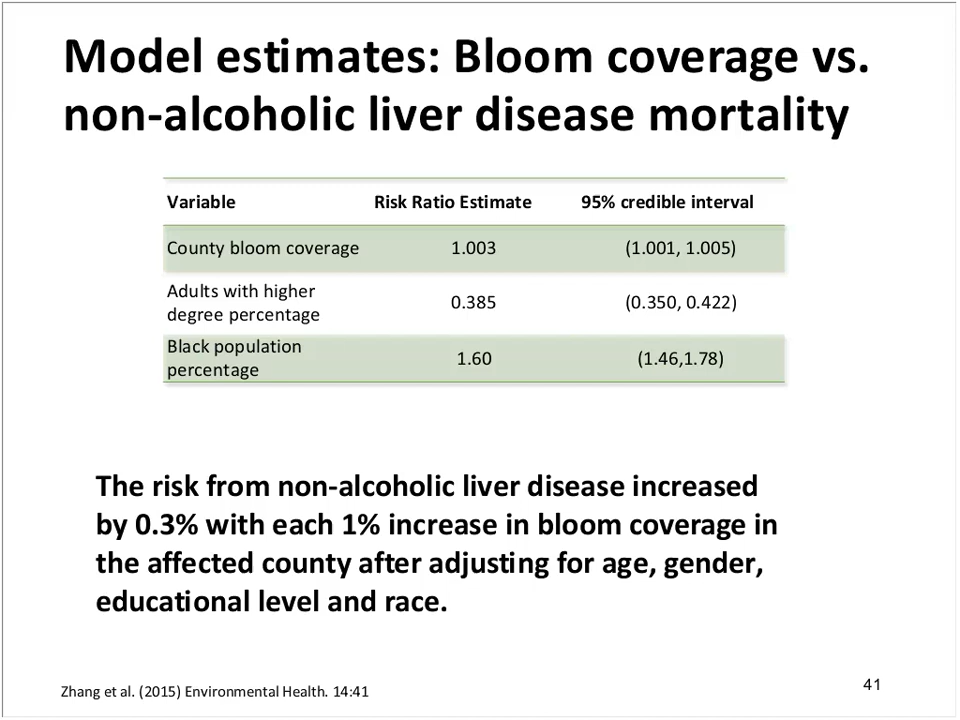 Model estimates: Bloom coverage vs.
non-alcoholic liver disease mortality
Variable Risk Ratio Estimate 95% credible interval
County bloom coverage 1.003 (1.001, 1.005)
Adults with higher
degree percentage 0.385 (0.350, 0.422)
Black population
percentage 1.60 (1.46,1.78)
The risk from non-alcoholic liver disease increased
by 0.3% with each 1% increase in bloom coverage in
the affected county after adjusting for age, gender,
educational level and race.
Zhang et al. (2015) Environmental Health. 14:41
41